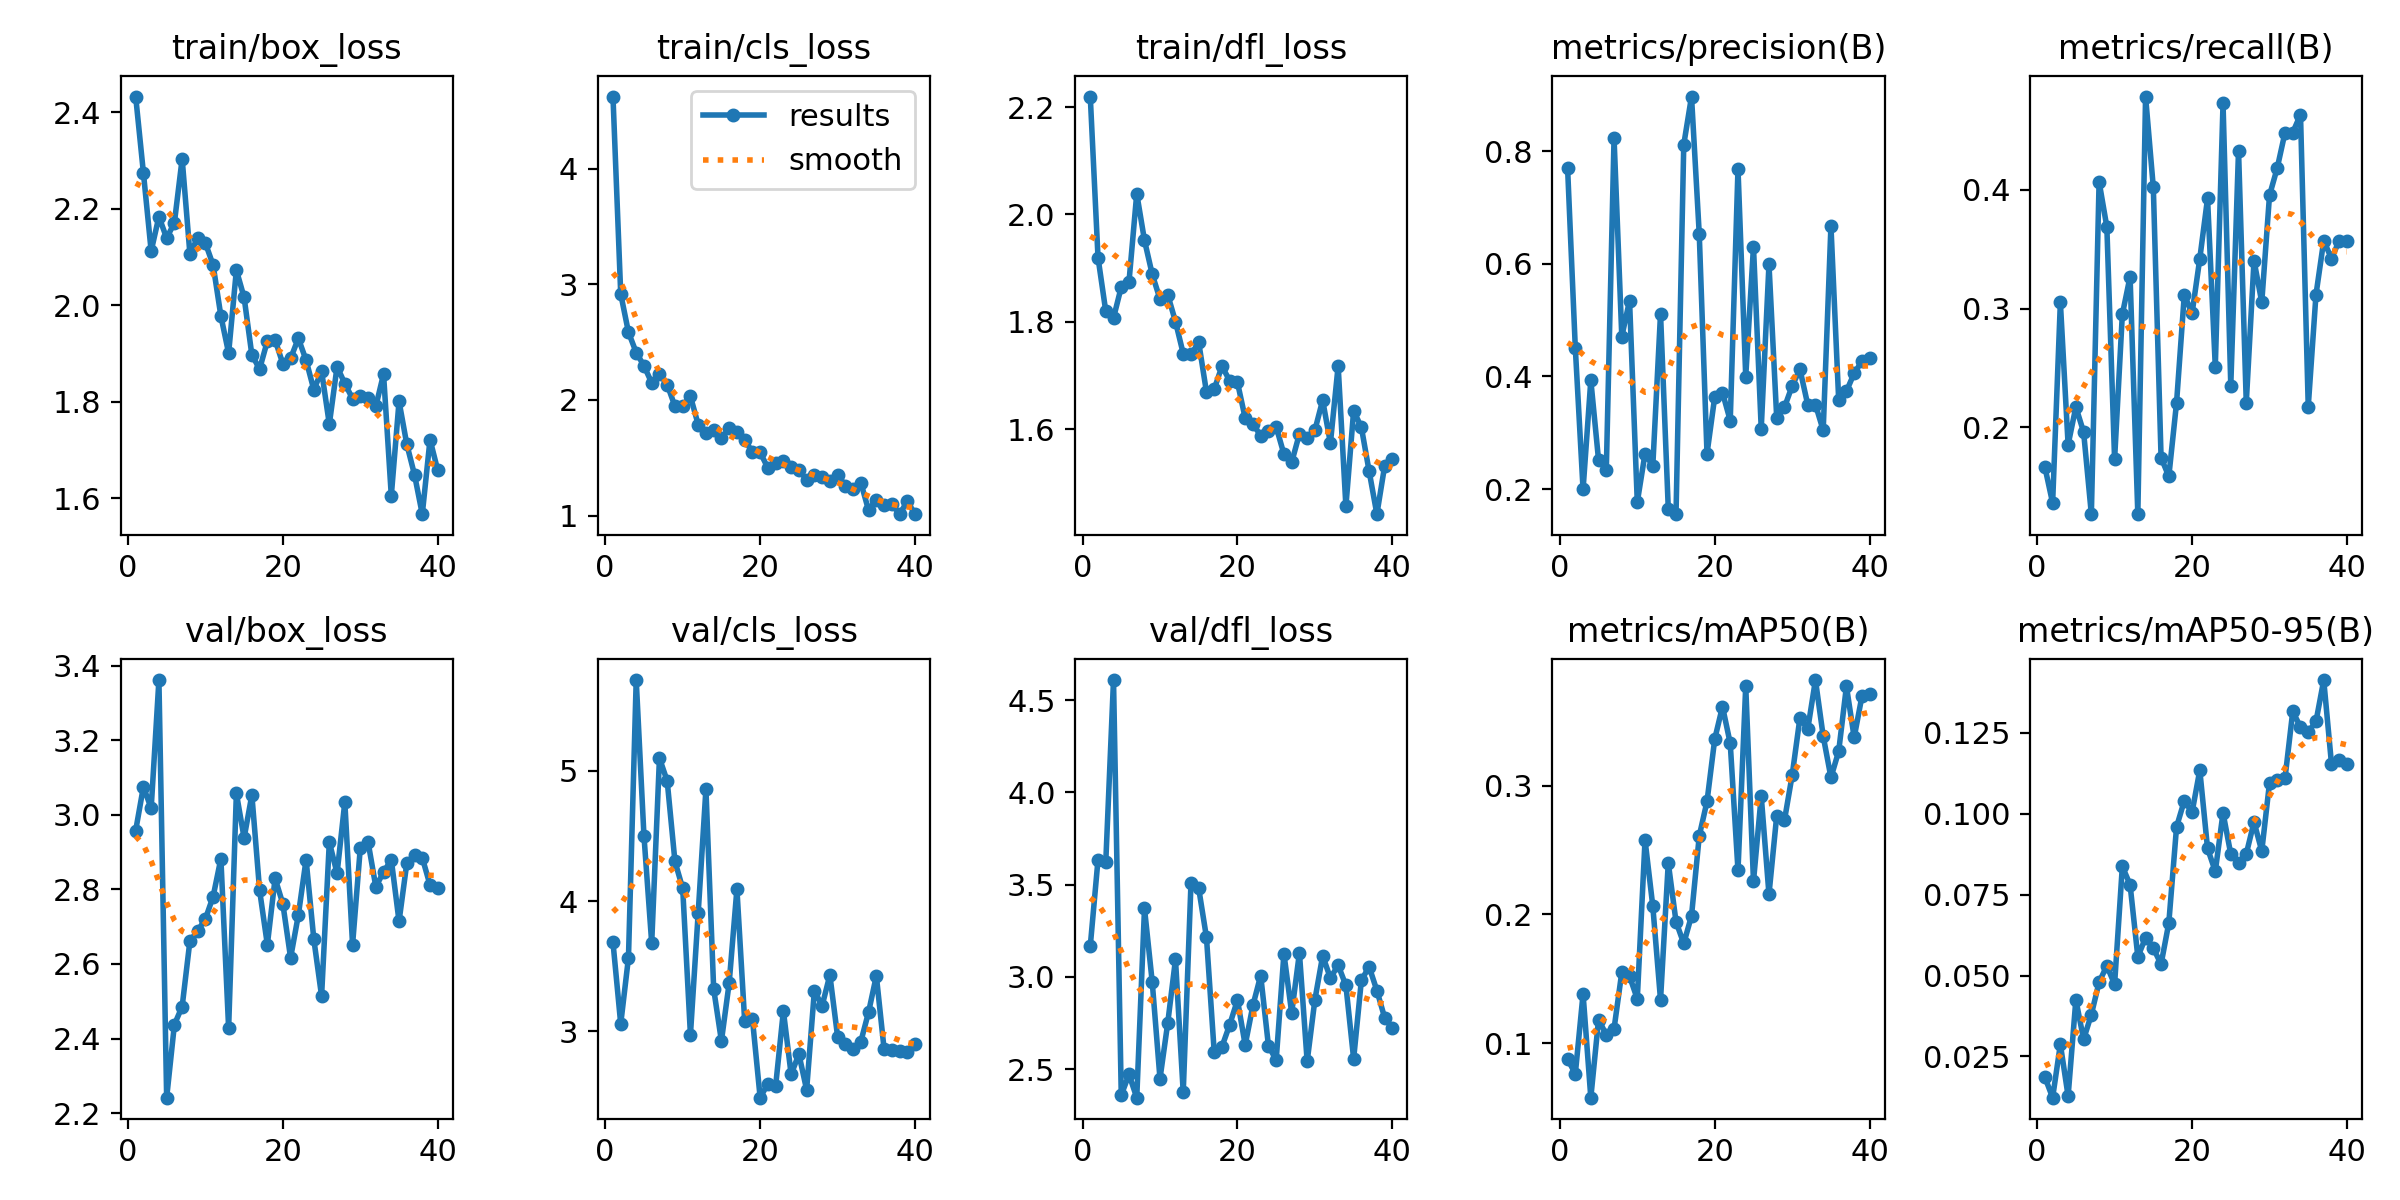 train/box_loss
2.4
2.2
2.0
1.8
1.6
0 20 40
train/cls_loss
results
smooth
4
3
2
1
0 20 40
train/dfl_loss
2.2
2.0
1.8
1.6
0 20 40
metrics/precision(B)
0.8
0.6
0.4
0.2
0 20 40
metrics/recall(B)
0.4
0.3
0.2
0 20 40
val/box_loss
3.4
3.2
3.0
2.8
2.6
2.4
2.2
0 20 40
val/cls_loss
5
4
3
0 20 40
val/dfl_loss
4.5
4.0
3.5
3.0
2.5
0 20 40
metrics/mAP50(B)
0.3
0.2
0.1
0 20 40
metrics/mAP50-95(B)
0.125
0.100
0.075
0.050
0.025
0 20 40